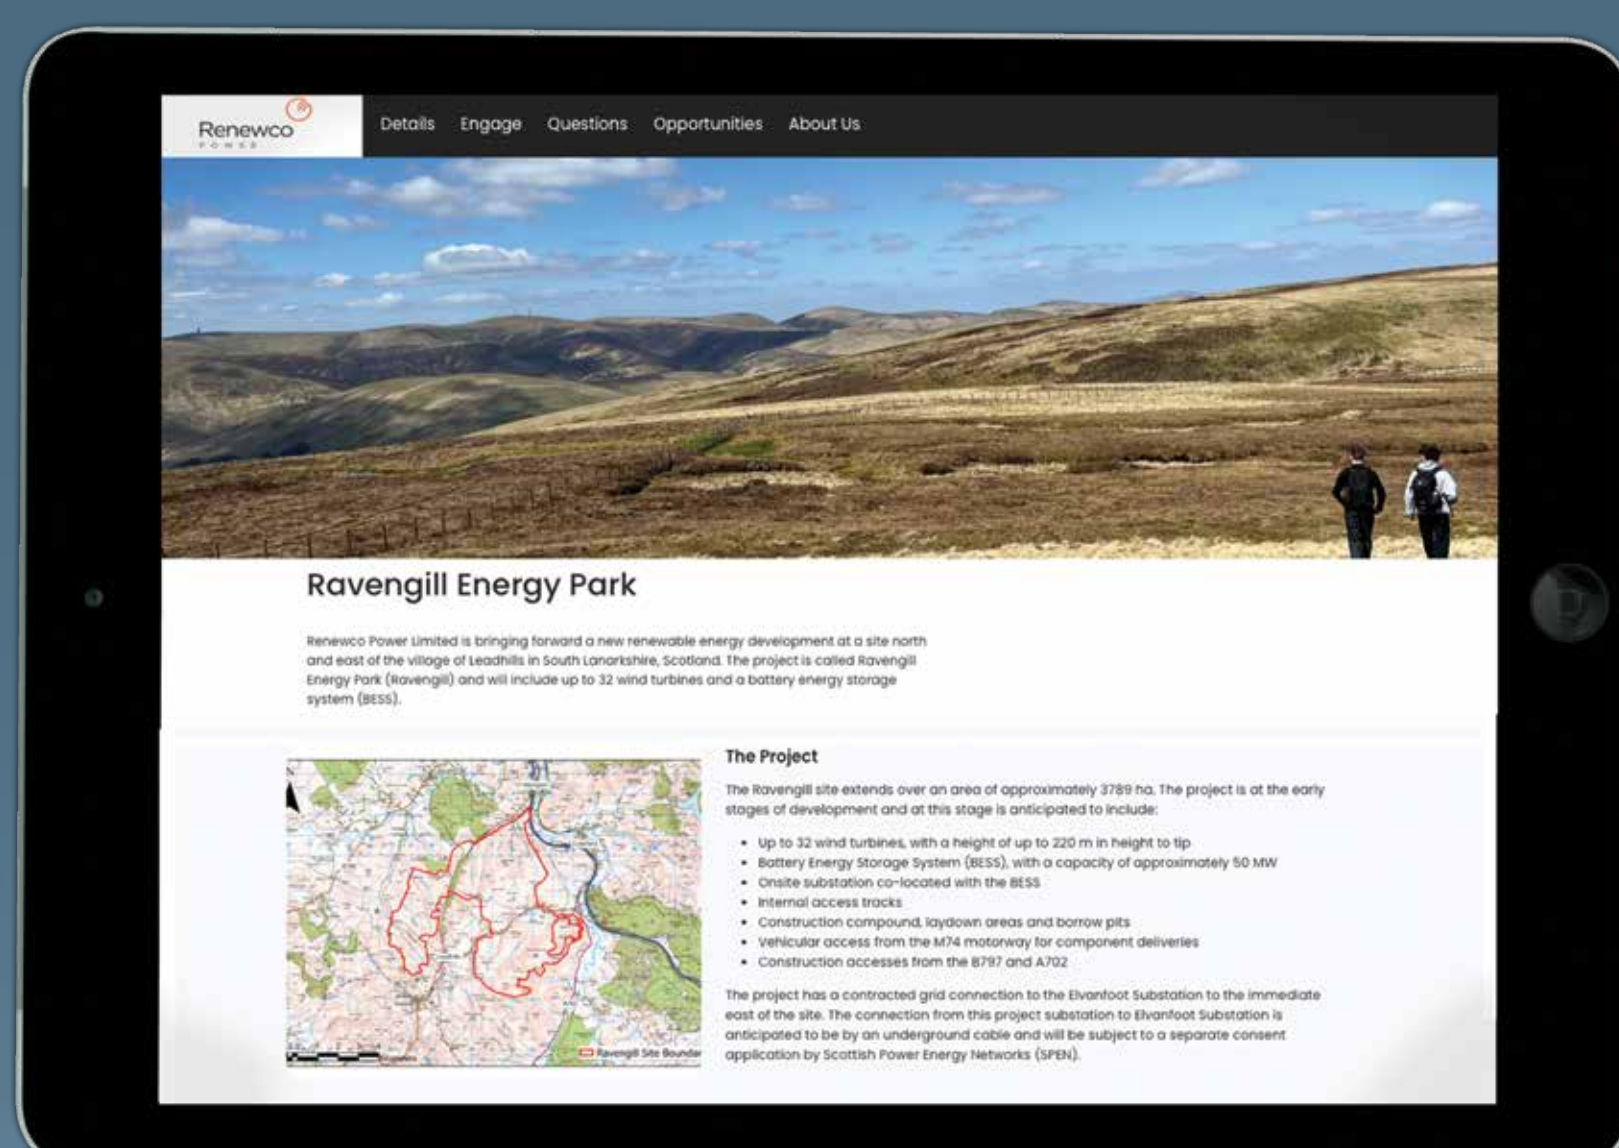 Renewco
POWER
Details Engage Questions Opportunities About Us
Ravengill Energy Park
Renewco Power Limited is bringing forward a new renewable energy development at a site north
and east of the village of Leadhills in South Lanarkshire, Scotland. The project is called Ravengill
Energy Park (Ravengill) and will include up to 32 wind turbines and a battery energy storage
system (BESS).
The Project
The Ravengill site extends over an area of approximately 3789 ha. The project is at the early
stages of development and at this stage is anticipated to include:
• Up to 32 wind turbines, with a height of up to 220 m in height to tip
• Battery Energy Storage System (BESS), with a capacity of approximately 50 MW
• Onsite substation co-located with the BESS
• Internal access tracks
• Construction compound, laydown areas and borrow pits
• Vehicular access from the M74 motorway for component deliveries
• Construction accesses from the B797 and A702
The project has a contracted grid connection to the Elvanfoot Substation to the immediate
east of the site. The connection from this project substation to Elvanfoot Substation is
anticipated to be by an underground cable and will be subject to a separate consent
application by Scottish Power Energy Networks (SPEN).
Ravengill Site Boundar